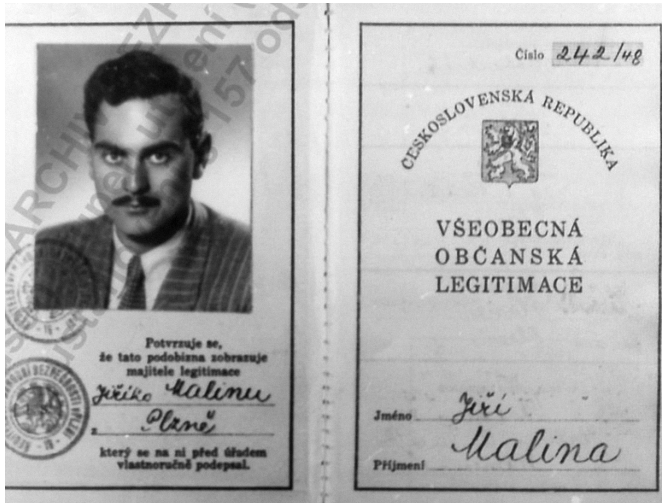 Potvrzuje se,
že tato podobizna zobrazuje
majitele legitimace
Jiřího Malinu
z Plzně
který se na ní před úřadem
vlastnoručně podepsal.
Číslo 242/48
ČESKOSLOVENSKÁ REPUBLIKA
VŠEOBECNÁ
OBČANSKÁ
LEGITIMACE
Jméno Jiří
Příjmení Malina